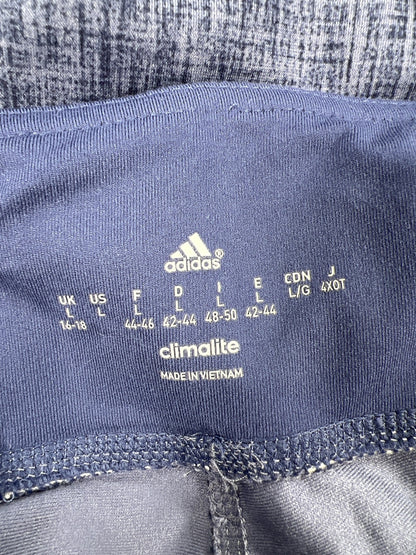 adidas®
UK US F D I E CDN J
L L L L L L L/G 4XOT
16-18 44-46 42-44 48-50 42-44
climalite
MADE IN VIETNAM